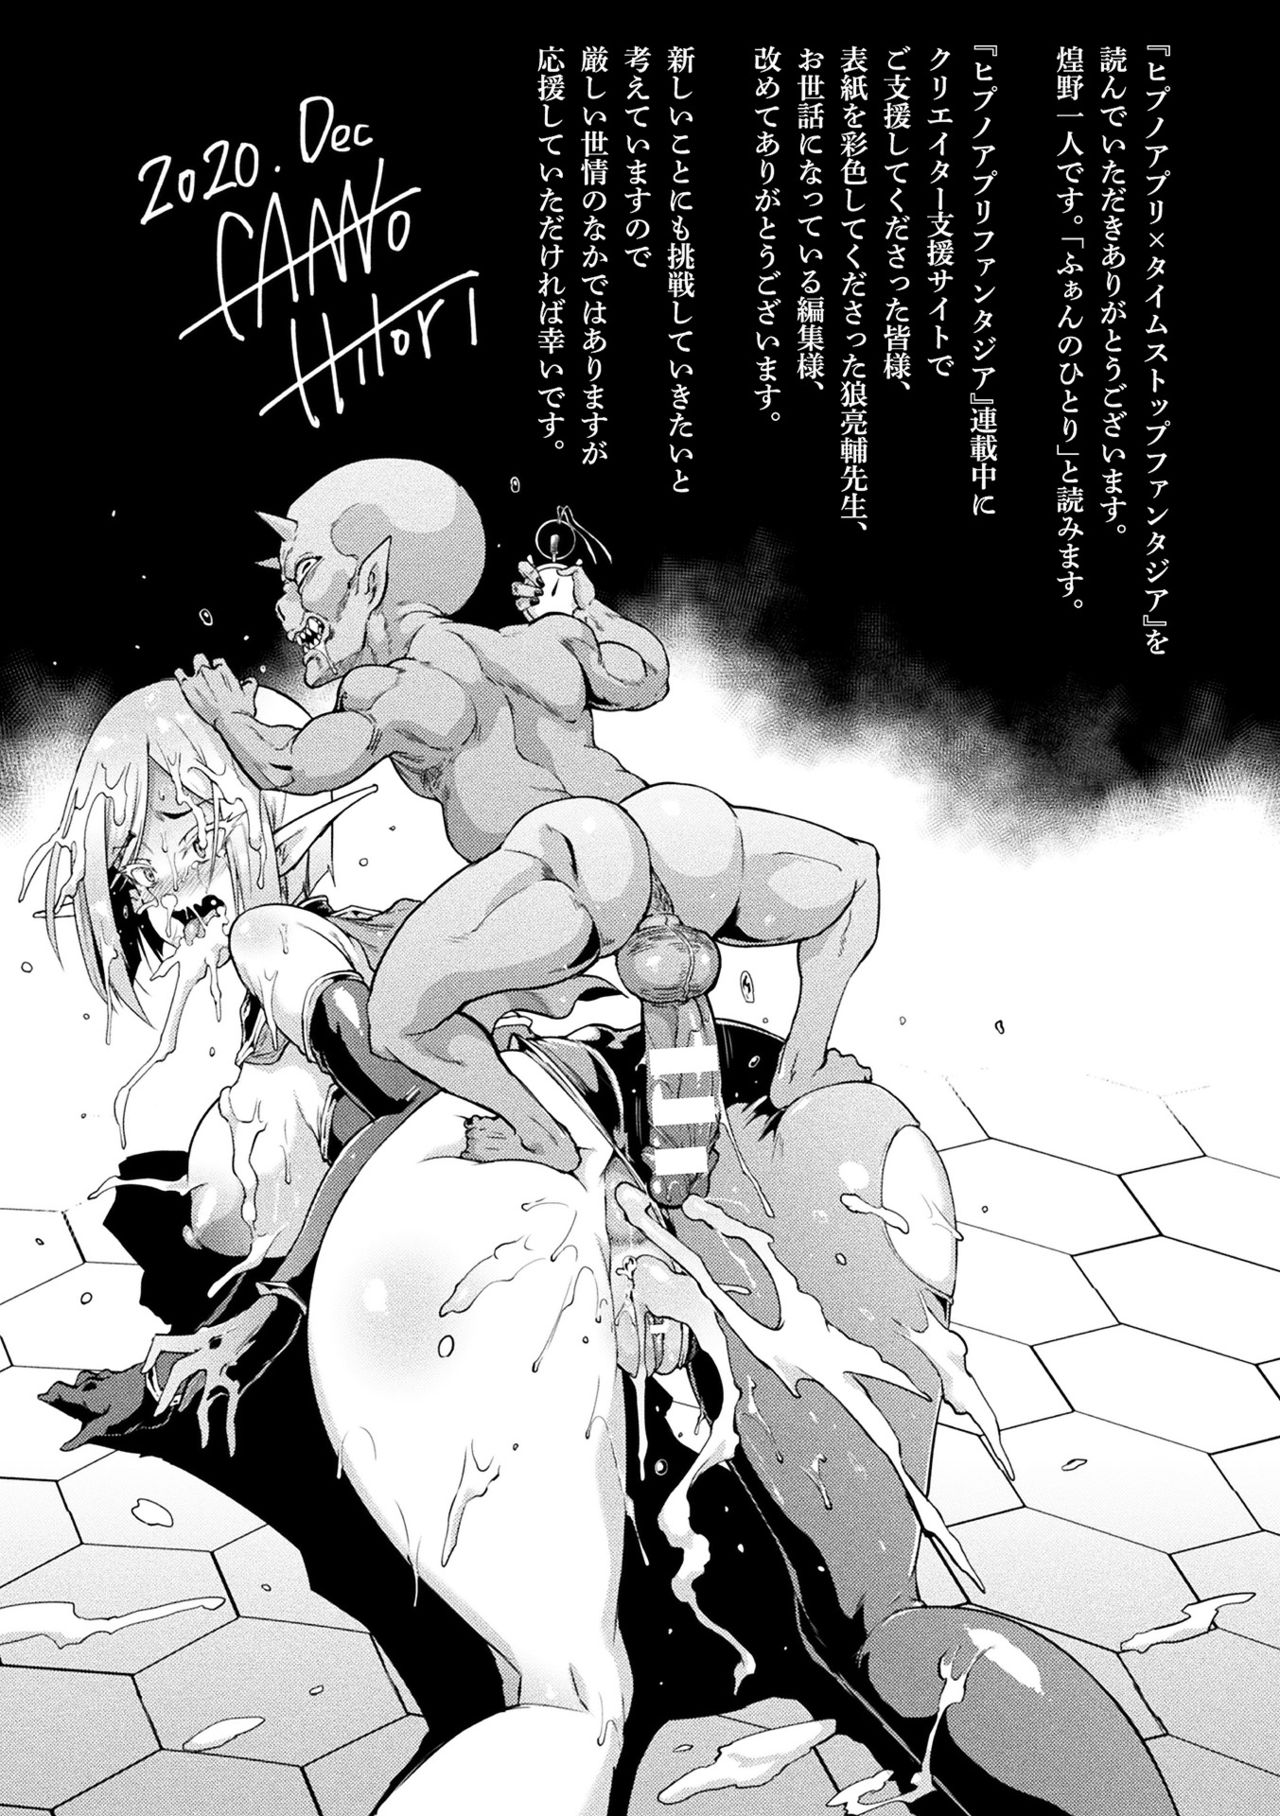 『ヒプノアプリ×タイムストップファンタジア』を
読んでいただきありがとうございます。
煌野一人です。「ふぁんのひとり」と読みます。
『ヒプノアプリファンタジア』連載中に
クリエイター支援サイトで
ご支援してくださった皆様、
表紙を彩色してくださった狼亮輔先生、
お世話になっている編集様、
改めてありがとうございます。
新しいことにも挑戦していきたいと
考えていますので
厳しい世情のなかではありますが
応援していただければ幸いです。
2020. Dec
FANNo
HiTori